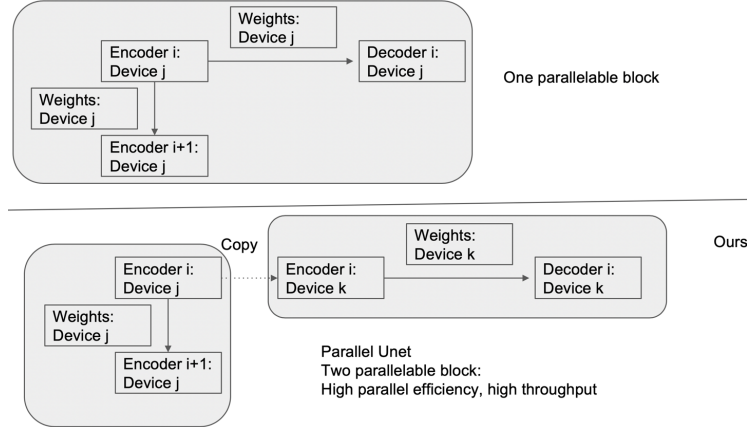 Weights:
Device j
Encoder i:
Device j
Decoder i:
Device j
One parallelable block
Weights:
Device j
Encoder i+1:
Device j
Copy
Weights:
Device k
Ours
Encoder i:
Device j
Encoder i:
Device k
Decoder i:
Device k
Weights:
Device j
Encoder i+1:
Device j
Parallel Unet
Two parallelable block:
High parallel efficiency, high throughput